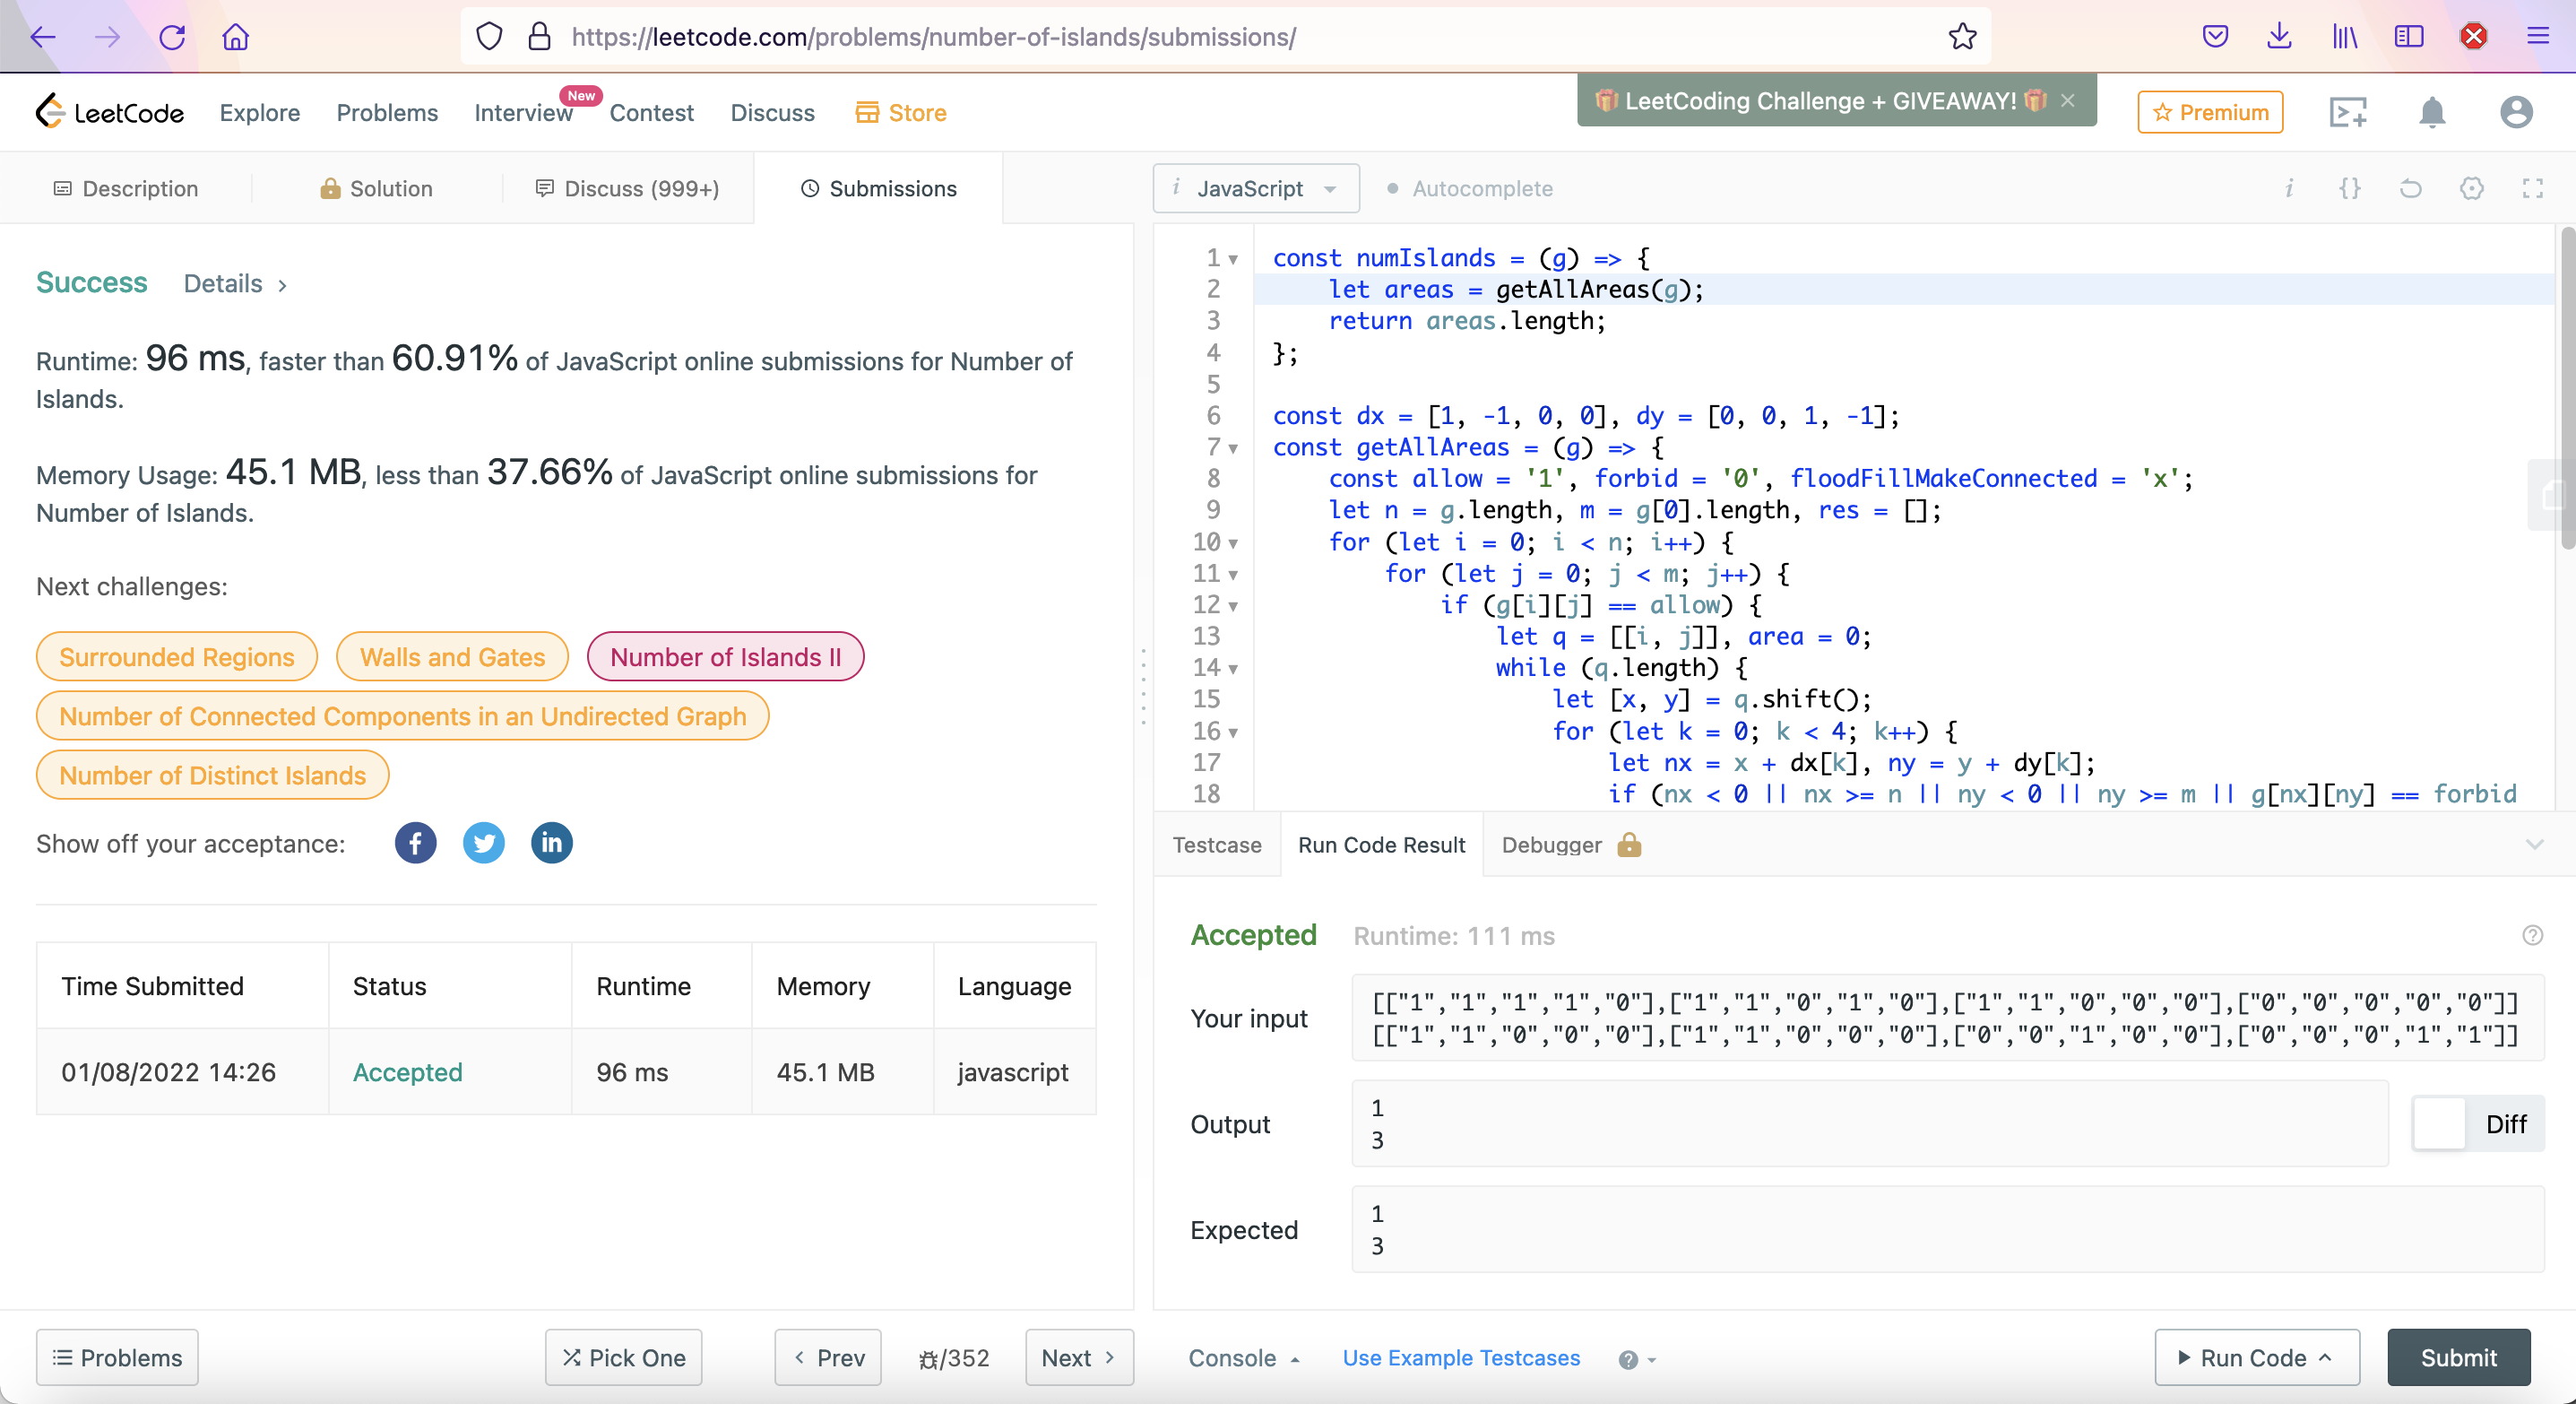 https://leetcode.com/problems/number-of-islands/submissions/
LeetCode
Explore
Problems
Interview
New
Contest
Discuss
Store
LeetCoding Challenge + GIVEAWAY!
Premium
Description
Solution
Discuss (999+)
Submissions
i JavaScript
Autocomplete
Success
Details
Runtime: 96 ms, faster than 60.91% of JavaScript online submissions for Number of
Islands.
Memory Usage: 45.1 MB, less than 37.66% of JavaScript online submissions for
Number of Islands.
Next challenges:
Surrounded Regions
Walls and Gates
Number of Islands II
Number of Connected Components in an Undirected Graph
Number of Distinct Islands
Show off your acceptance:
Time Submitted
Status
Runtime
Memory
Language
01/08/2022 14:26
Accepted
96 ms
45.1 MB
javascript
Problems
Pick One
Prev
/352
Next
1 const numIslands = (g) => {
2 let areas = getAllAreas(g);
3 return areas.length;
4 };
5
6 const dx = [1, -1, 0, 0], dy = [0, 0, 1, -1];
7 const getAllAreas = (g) => {
8 const allow = '1', forbid = '0', floodFillMakeConnected = 'x';
9 let n = g.length, m = g[0].length, res = [];
10 for (let i = 0; i < n; i++) {
11 for (let j = 0; j < m; j++) {
12 if (g[i][j] == allow) {
13 let q = [[i, j]], area = 0;
14 while (q.length) {
15 let [x, y] = q.shift();
16 for (let k = 0; k < 4; k++) {
17 let nx = x + dx[k], ny = y + dy[k];
18 if (nx < 0 || nx >= n || ny < 0 || ny >= m || g[nx][ny] == forbid
Testcase
Run Code Result
Debugger
Accepted
Runtime: 111 ms
Your input
[["1","1","1","1","0"],["1","1","0","1","0"],["1","1","0","0","0"],["0","0","0","0","0"]]
[["1","1","0","0","0"],["1","1","0","0","0"],["0","0","1","0","0"],["0","0","0","1","1"]]
Output
1
3
Diff
Expected
1
3
Console
Use Example Testcases
Run Code
Submit